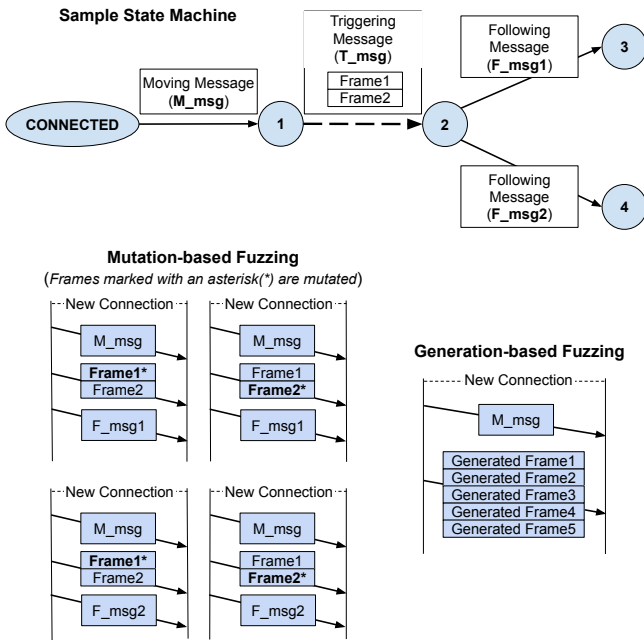 Sample State Machine
Triggering
Message
(T_msg)
Frame1
Frame2
Following
Message
(F_msg1)
3
Moving Message
(M_msg)
CONNECTED
1
2
Following
Message
(F_msg2)
4
Mutation-based Fuzzing
(Frames marked with an asterisk(*) are mutated)
New Connection
M_msg
Frame1*
Frame2
F_msg1
New Connection
M_msg
Frame1
Frame2*
F_msg1
New Connection
M_msg
Frame1*
Frame2
F_msg2
New Connection
M_msg
Frame1
Frame2*
F_msg2
Generation-based Fuzzing
New Connection
M_msg
Generated Frame1
Generated Frame2
Generated Frame3
Generated Frame4
Generated Frame5